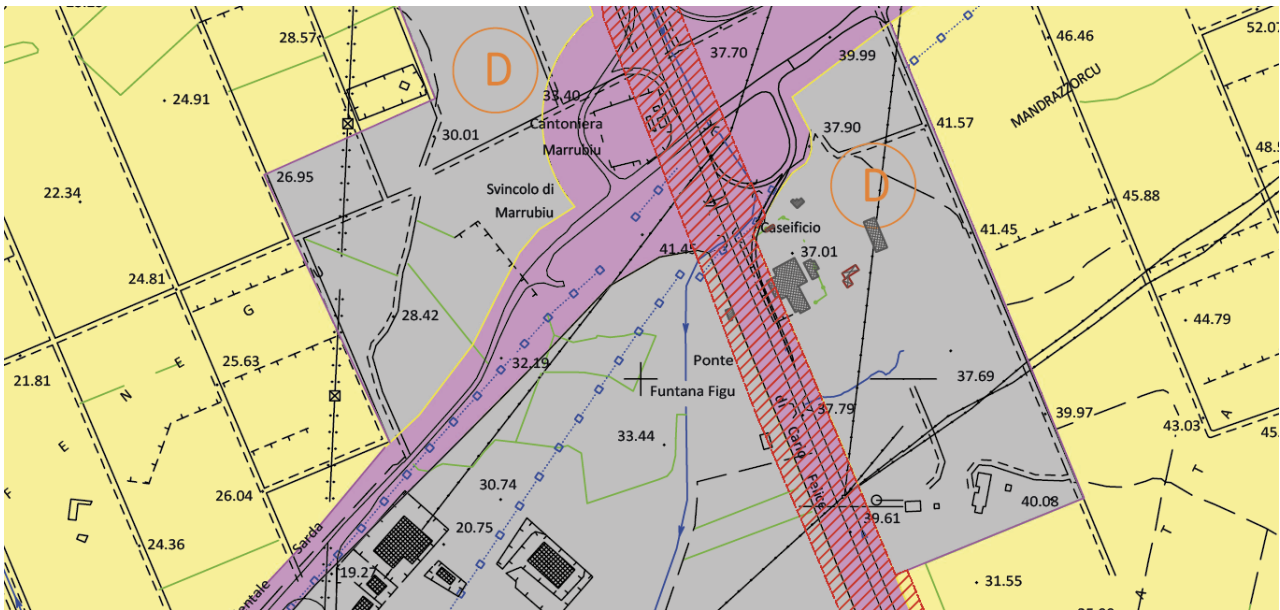 28.57
37.70
39.99
46.46
52.07
D
24.91
33.40
MANDRAZZORCU
30.01
Cantoniera
Marrubiu
37.90
41.57
26.95
Svincolo di
Marrubiu
D
22.34
45.88
Caseificio
41.45
41.45
37.01
24.81
N
G
28.42
44.79
E
25.63
32.19
Ponte
21.81
N
Funtana Figu
37.69
di Carlo Felice
37.79
39.97
E
33.44
43.03
A
45.
F
26.04
30.74
T
40.08
39.61
20.75
Sarda
T
24.36
19.27
31.55
entale
A